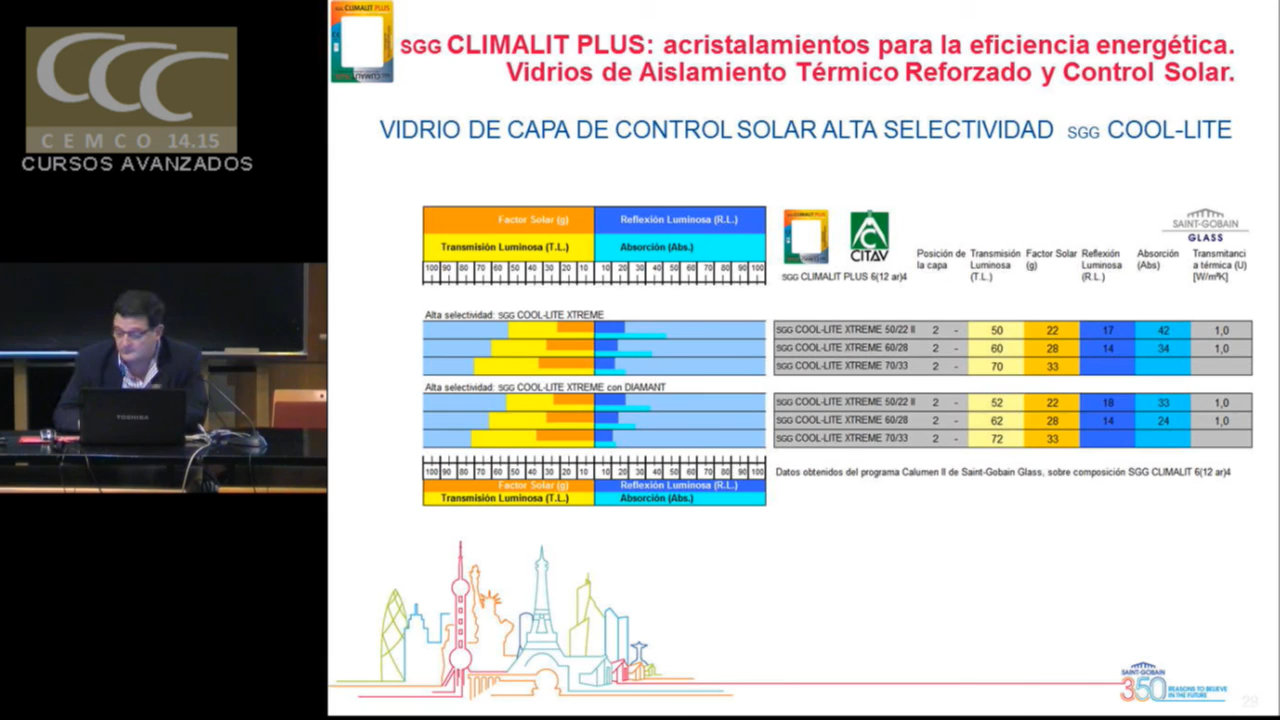 CCC
CEMCO 14.15
CURSOS AVANZADOS
TOSHIBA
SGG CLIMALIT PLUS
SGG CLIMALIT PLUS: acristalamientos para la eficiencia energética.
Vidrios de Aislamiento Térmico Reforzado y Control Solar.
VIDRIO DE CAPA DE CONTROL SOLAR ALTA SELECTIVIDAD SGG COOL-LITE
Factor Solar (g) Reflexión Luminosa (R.L.)
Transmisión Luminosa (T.L.) Absorción (Abs.)
100 90 80 70 60 50 40 30 20 10 10 20 30 40 50 60 70 80 90 100
SGG CLIMALIT PLUS
CITAV
SGG CLIMALIT PLUS 6(12 ar)4
SAINT-GOBAIN
GLASS
Posición de Transmisión Factor Solar Reflexión Absorción Transmitanci
la capa Luminosa (g) Luminosa (Abs) a térmica (U)
(T.L.) (R.L.) [W/m²K]
Alta selectividad: SGG COOL-LITE XTREME
SGG COOL-LITE XTREME 50/22 II 2 - 50 22 17 42 1,0
SGG COOL-LITE XTREME 60/28 2 - 60 28 14 34 1,0
SGG COOL-LITE XTREME 70/33 2 - 70 33
Alta selectividad: SGG COOL-LITE XTREME con DIAMANT
SGG COOL-LITE XTREME 50/22 II 2 - 52 22 18 33 1,0
SGG COOL-LITE XTREME 60/28 2 - 62 28 14 24 1,0
SGG COOL-LITE XTREME 70/33 2 - 72 33
100 90 80 70 60 50 40 30 20 10 10 20 30 40 50 60 70 80 90 100
Factor Solar (g) Reflexión Luminosa (R.L.)
Transmisión Luminosa (T.L.) Absorción (Abs.)
Datos obtenidos del programa Calumen II de Saint-Gobain Glass, sobre composición SGG CLIMALIT 6(12 ar)4
SAINT-GOBAIN
350 REASONS TO BELIEVE
IN THE FUTURE
29